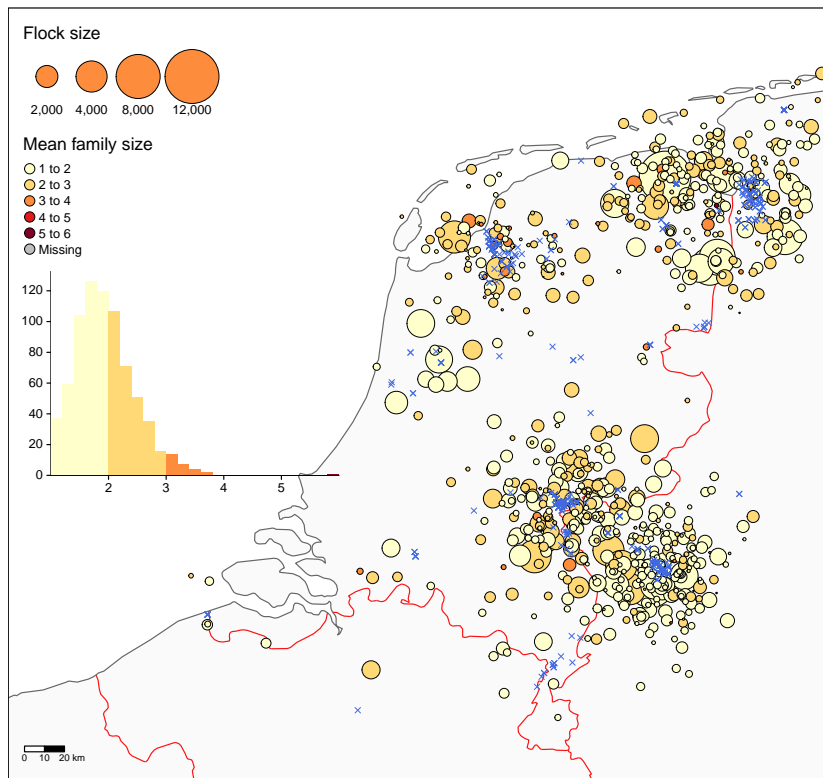 Flock size
2,000 4,000 8,000 12,000
Mean family size
1 to 2
2 to 3
3 to 4
4 to 5
5 to 6
Missing
120
100
80
60
40
20
0
2 3 4 5
0 10 20 km